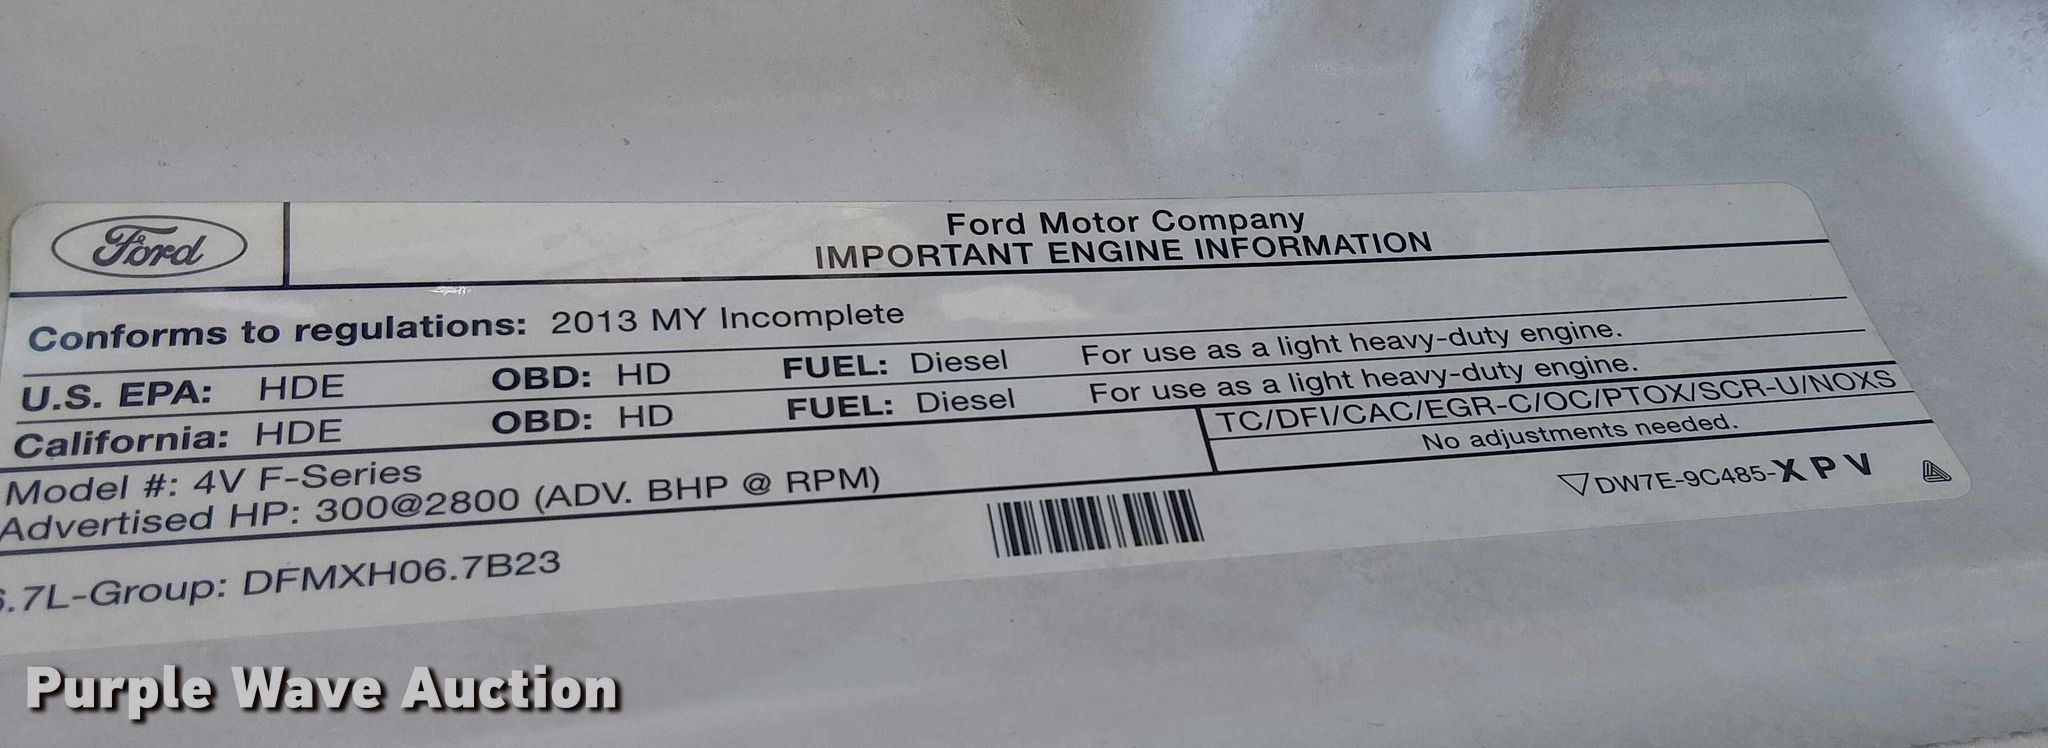 Ford
Ford Motor Company
IMPORTANT ENGINE INFORMATION
Conforms to regulations: 2013 MY Incomplete
U.S. EPA: HDE OBD: HD FUEL: Diesel For use as a light heavy-duty engine.
California: HDE OBD: HD FUEL: Diesel For use as a light heavy-duty engine.
Model #: 4V F-Series
Advertised HP: 300@2800 (ADV. BHP @ RPM)
TC/DFI/CAC/EGR-C/OC/PTOX/SCR-U/NOXS
No adjustments needed.
6.7L-Group: DFMXH06.7B23
DW7E-9C485-X P V
Purple Wave Auction